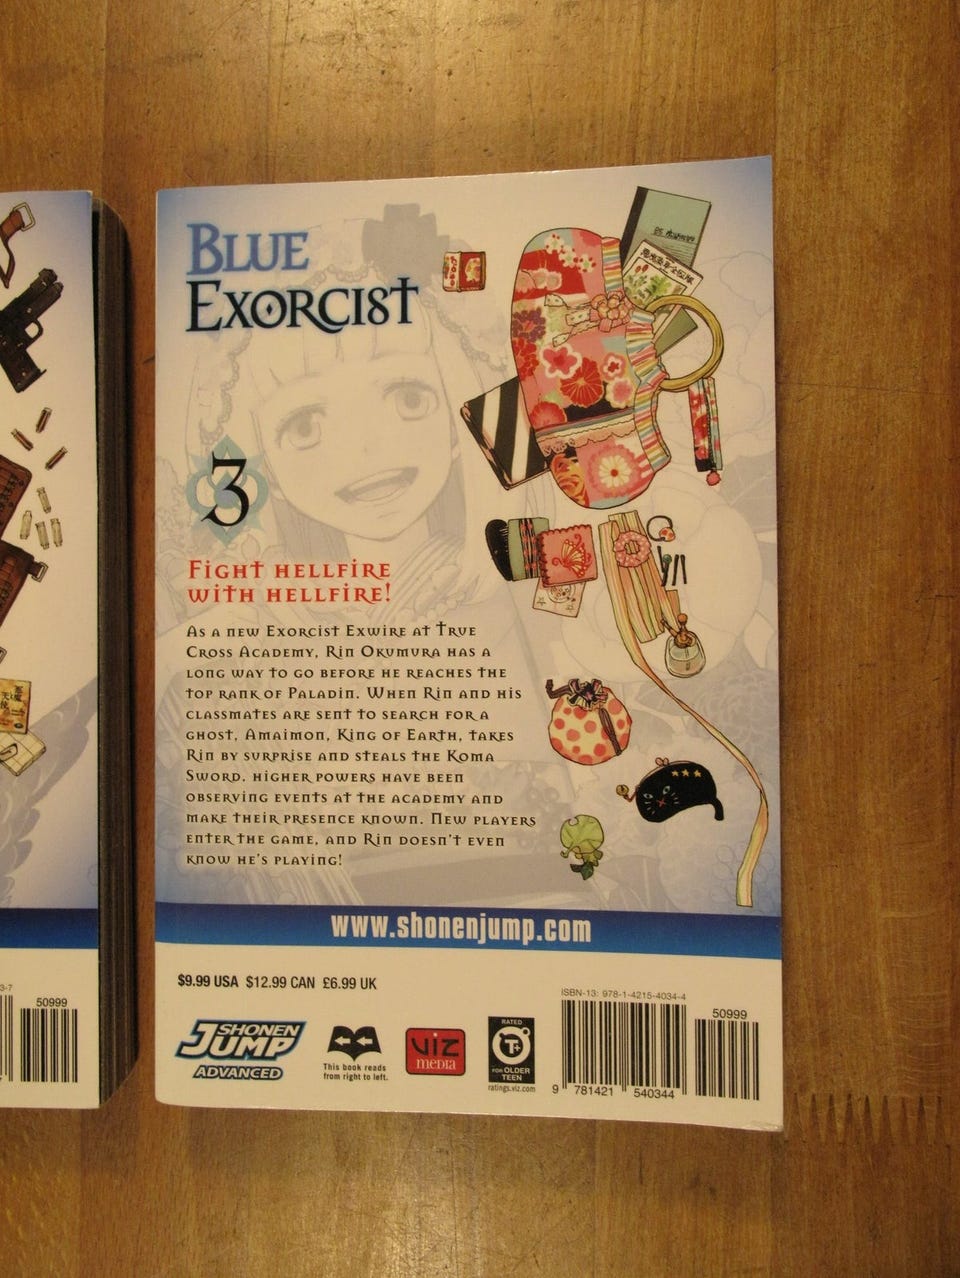 BLUE
EXORCIST
3
FIGHT HELLFIRE
WITH HELLFIRE!
AS A NEW EXORCIST EXWIRE AT TRUE
CROSS ACADEMY, RIN OKUMURA HAS A
LONG WAY TO GO BEFORE HE REACHES THE
TOP RANK OF PALADIN. WHEN RIN AND HIS
CLASSMATES ARE SENT TO SEARCH FOR A
GHOST, AMAIMON, KING OF EARTH, TAKES
RIN BY SURPRISE AND STEALS THE KOMA
SWORD. HIGHER POWERS HAVE BEEN
OBSERVING EVENTS AT THE ACADEMY AND
MAKE THEIR PRESENCE KNOWN. NEW PLAYERS
ENTER THE GAME, AND RIN DOESN'T EVEN
KNOW HE'S PLAYING!
www.shonenjump.com
$9.99 USA $12.99 CAN £6.99 UK
SHONEN
JUMP
ADVANCED
This book reads
from right to left.
VIZ
media
RATED
T+
FOR OLDER
TEEN
ratings.viz.com
ISBN-13: 978-1-4215-4034-4
50999
9 781421 540344
3-7
50999